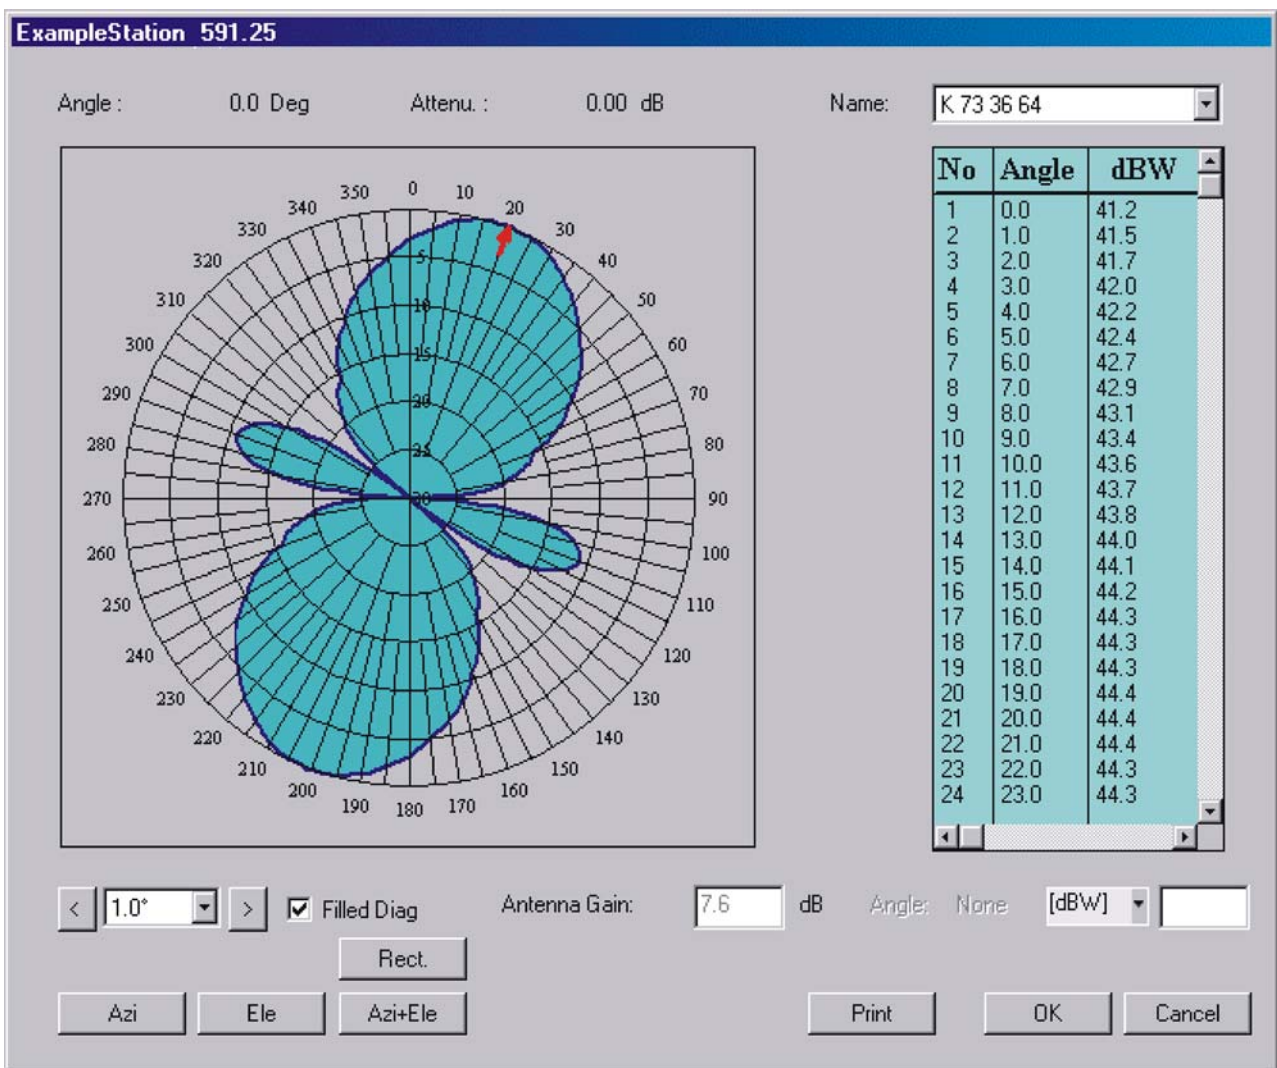 ExampleStation 591.25
Angle : 0.0 Deg Attenu. : 0.00 dB Name: K 73 36 64
0
10
20
30
40
50
60
70
80
90
100
110
120
130
140
150
160
170
180
190
200
210
220
230
240
250
260
270
280
290
300
310
320
330
340
350
5
10
15
20
25
30
No Angle dBW
1 0.0 41.2
2 1.0 41.5
3 2.0 41.7
4 3.0 42.0
5 4.0 42.2
6 5.0 42.4
7 6.0 42.7
8 7.0 42.9
9 8.0 43.1
10 9.0 43.4
11 10.0 43.6
12 11.0 43.7
13 12.0 43.8
14 13.0 44.0
15 14.0 44.1
16 15.0 44.2
17 16.0 44.3
18 17.0 44.3
19 18.0 44.3
20 19.0 44.4
21 20.0 44.4
22 21.0 44.4
23 22.0 44.3
24 23.0 44.3
< 1.0° > Filled Diag Antenna Gain: 7.6 dB Angle: None [dBW]
Rect.
Azi Ele Azi+Ele Print OK Cancel